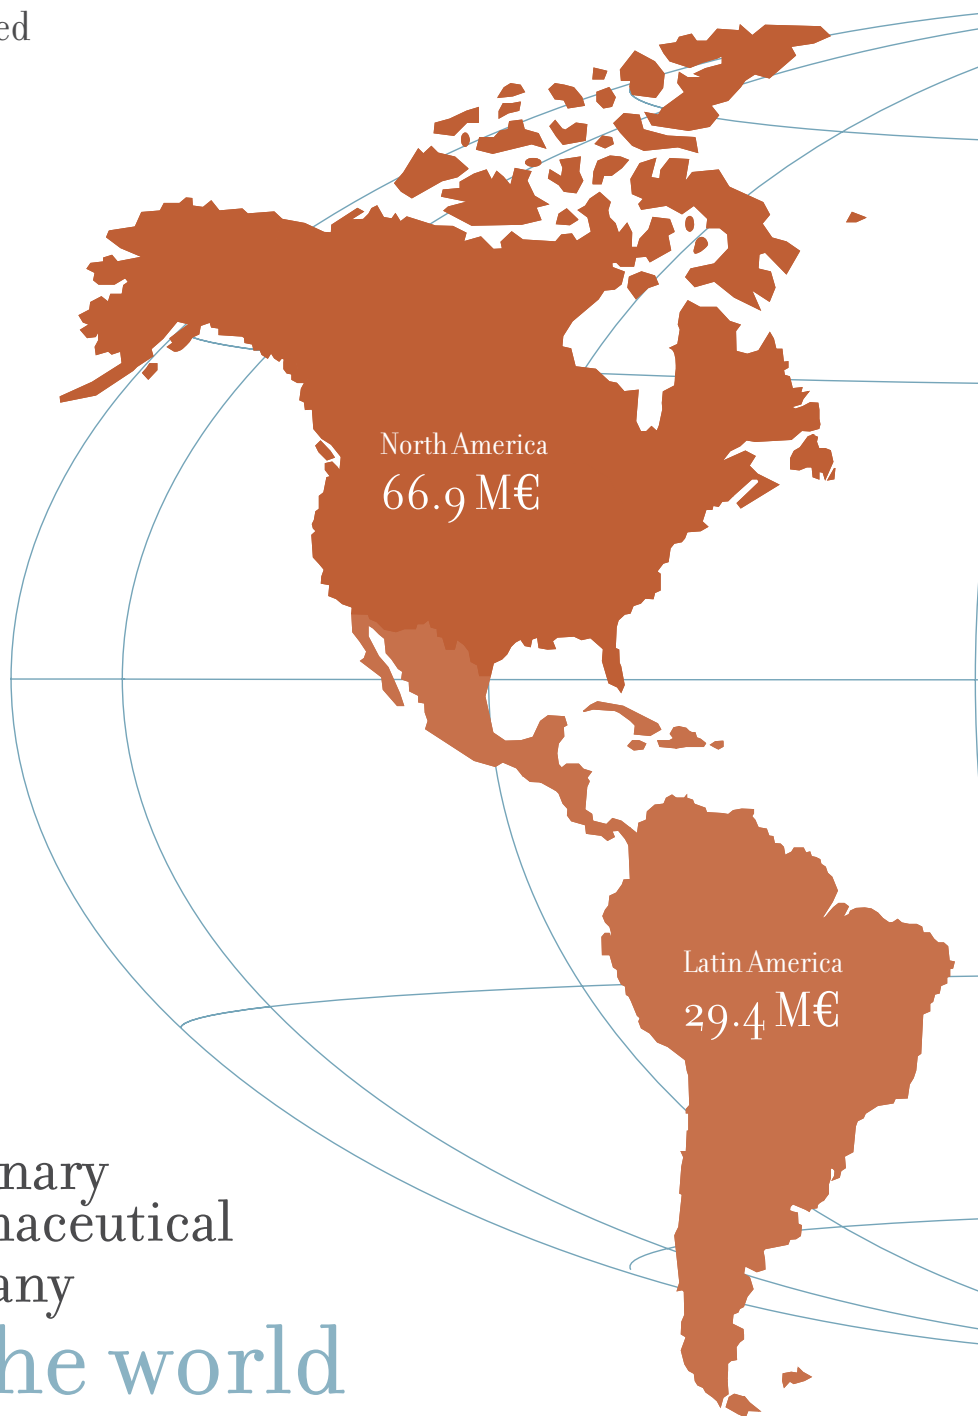 ed
North America
66.9 M€
Latin America
29.4 M€
nary
naceutical
any
he world